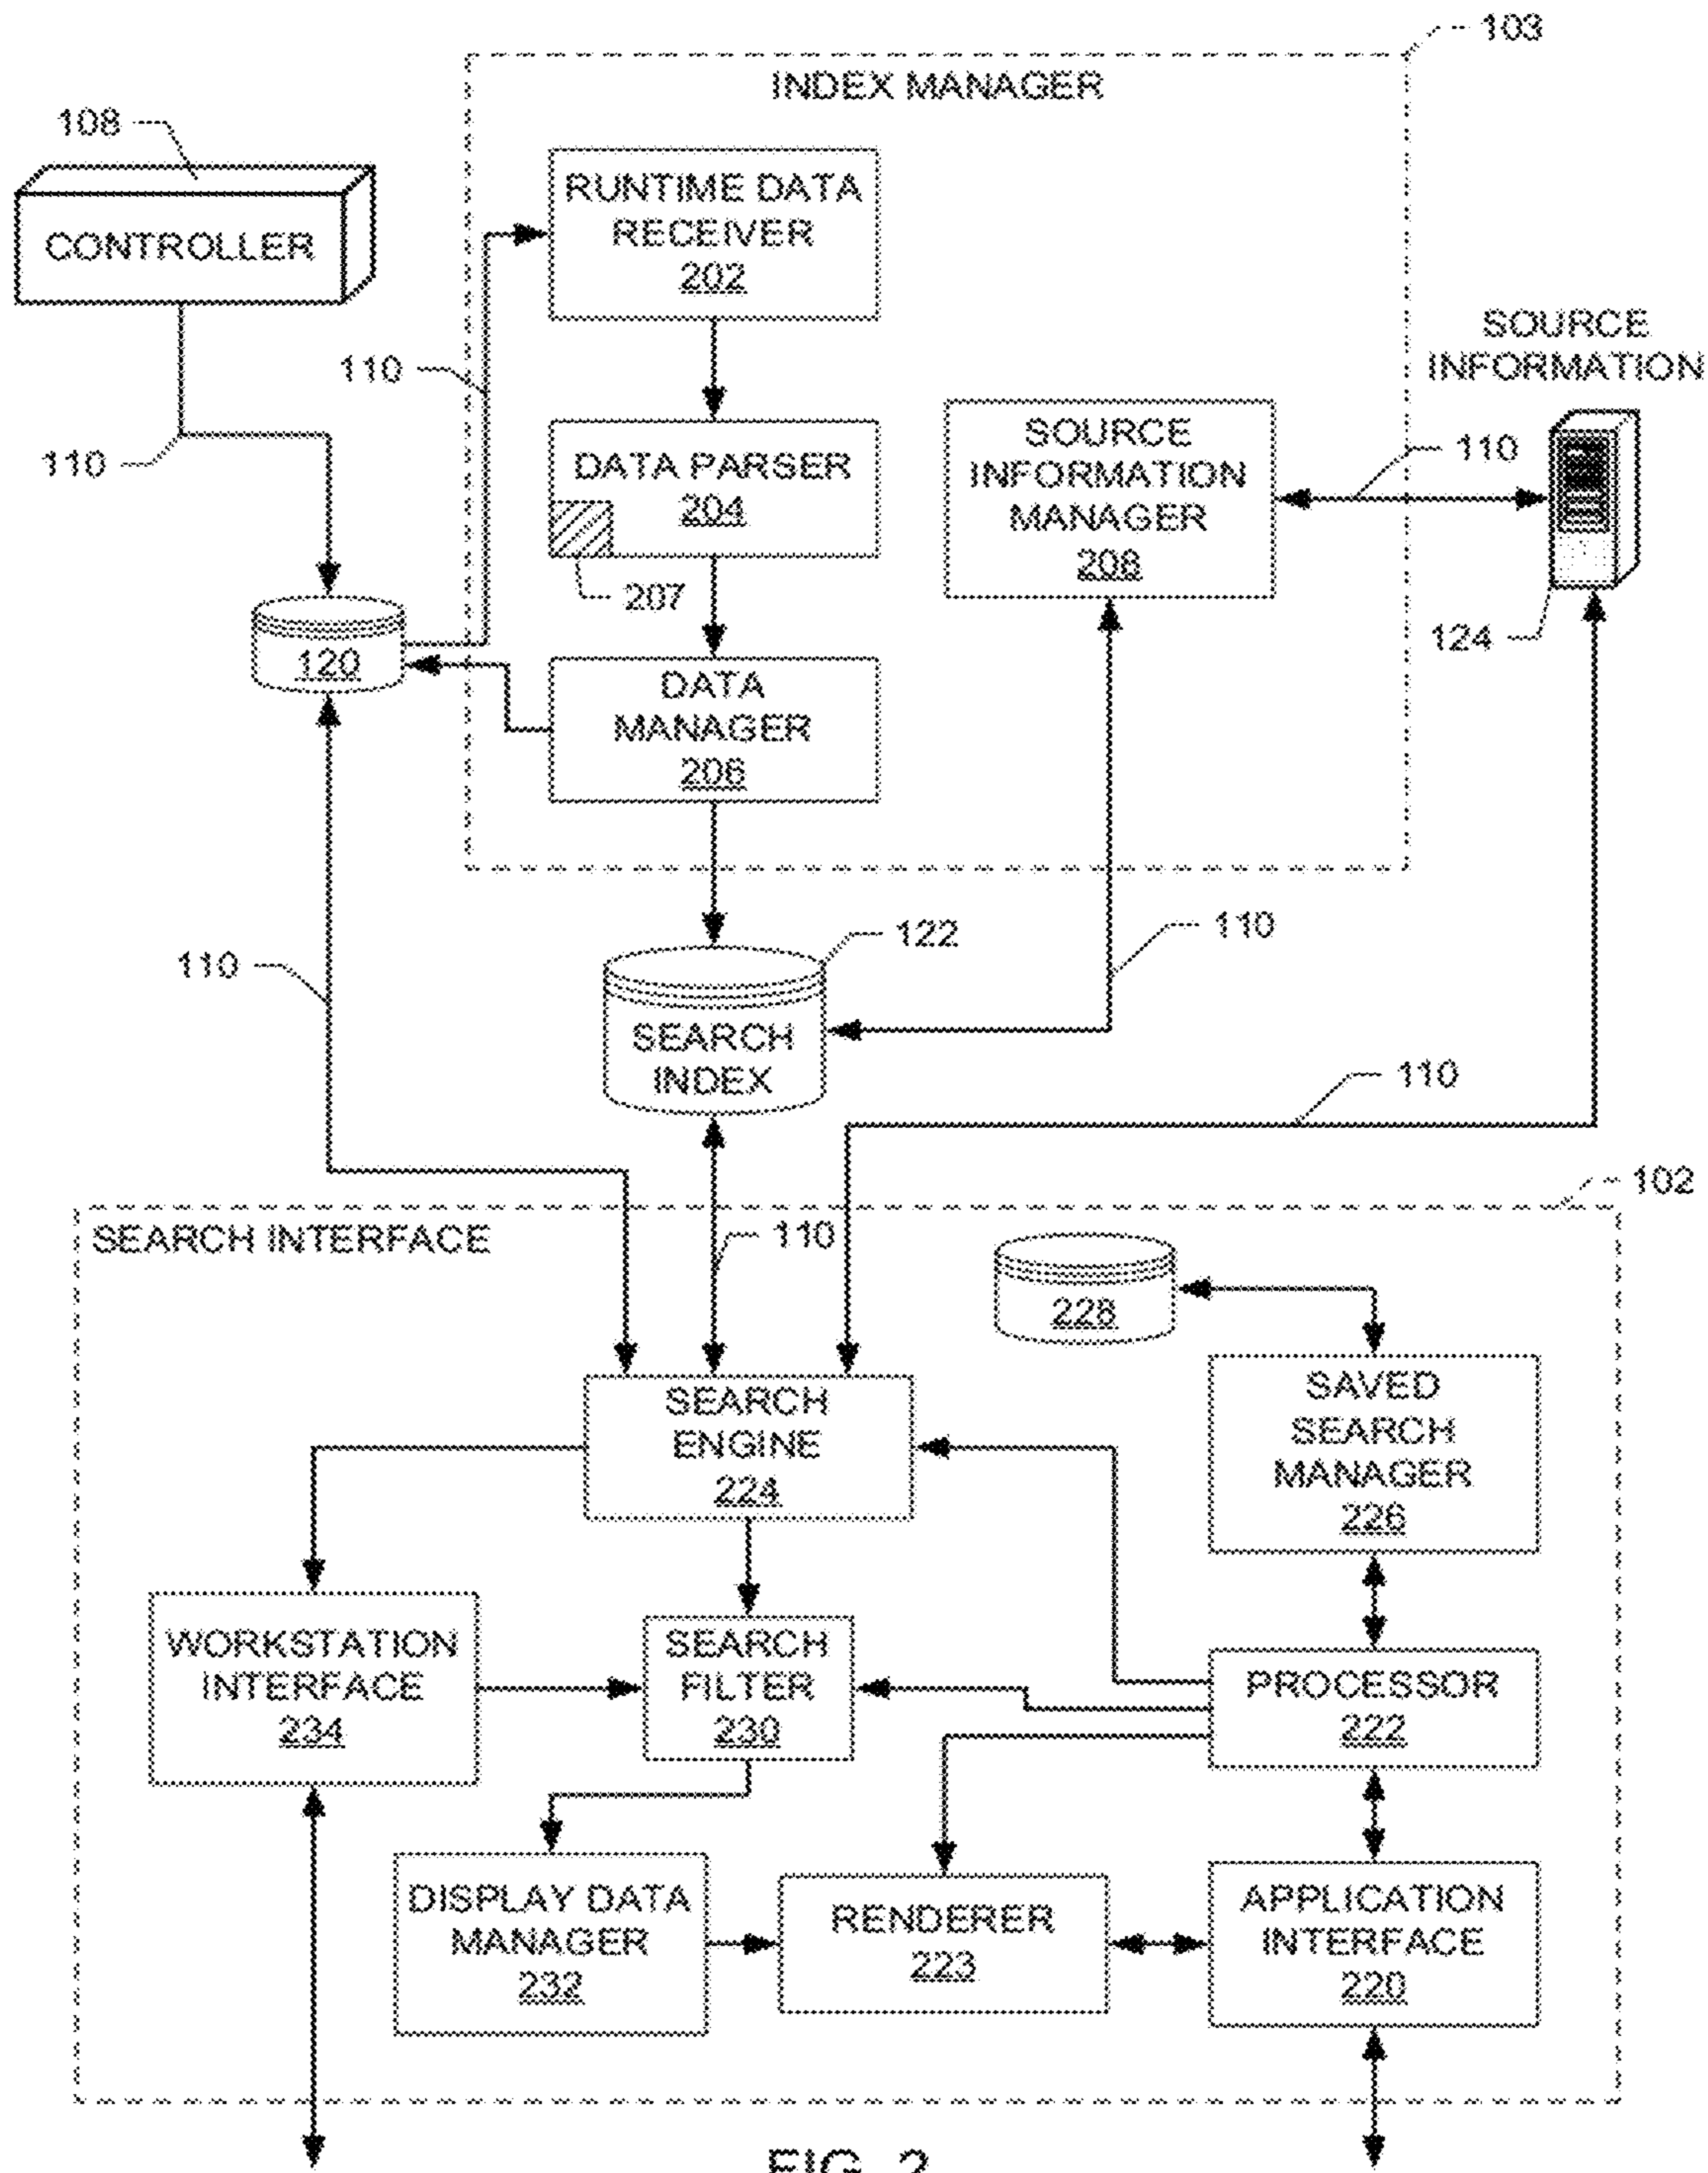 103
INDEX MANAGER
108
CONTROLLER
RUNTIME DATA
RECEIVER
202
SOURCE
INFORMATION
110
110
DATA PARSER
204
207
SOURCE
INFORMATION
MANAGER
208
110
124
120
DATA
MANAGER
206
110
122
110
SEARCH
INDEX
110
102
SEARCH INTERFACE
110
228
SEARCH
ENGINE
224
SAVED
SEARCH
MANAGER
226
WORKSTATION
INTERFACE
234
SEARCH
FILTER
230
PROCESSOR
222
DISPLAY DATA
MANAGER
232
RENDERER
223
APPLICATION
INTERFACE
220
FIG. 2